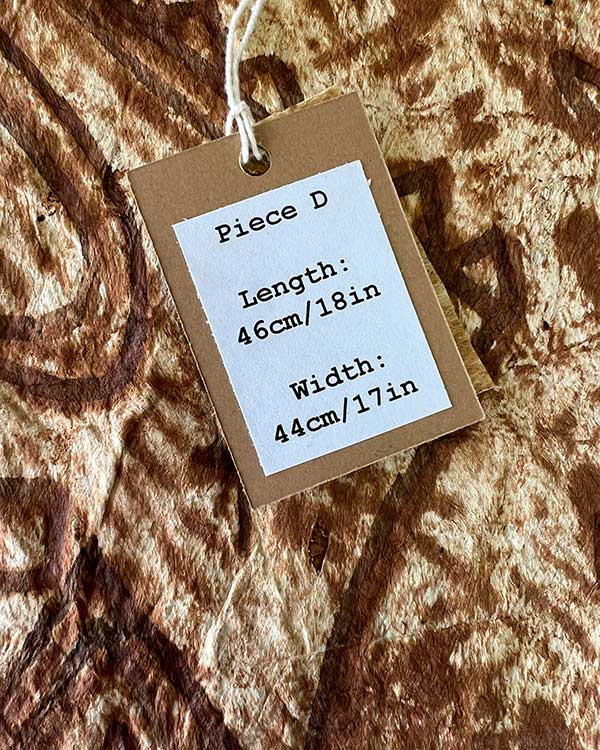 Piece D
Length:
46cm/18in
Width:
44cm/17in